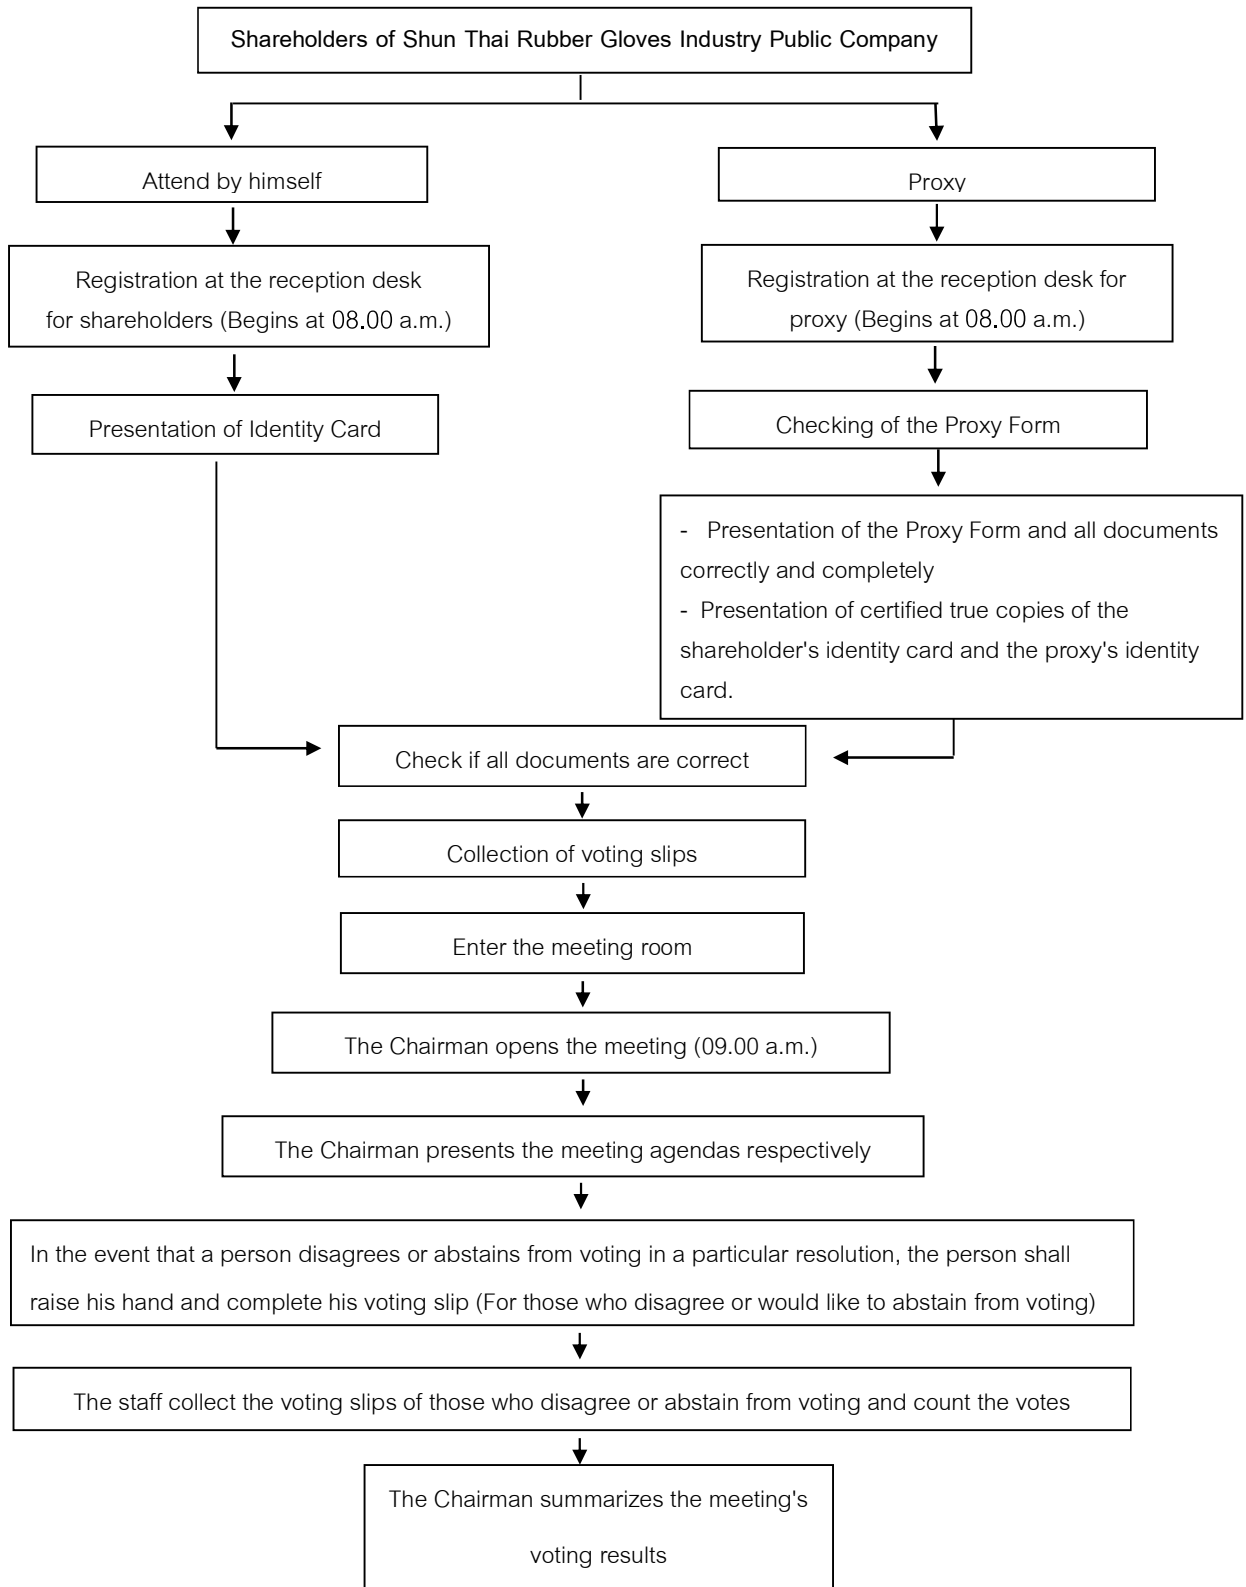 Shareholders of Shun Thai Rubber Gloves Industry Public Company
Attend by himself
Proxy
Registration at the reception desk
for shareholders (Begins at 08.00 a.m.)
Registration at the reception desk for
proxy (Begins at 08.00 a.m.)
Presentation of Identity Card
Checking of the Proxy Form
- Presentation of the Proxy Form and all documents
correctly and completely
- Presentation of certified true copies of the
shareholder's identity card and the proxy's identity
card.
Check if all documents are correct
Collection of voting slips
Enter the meeting room
The Chairman opens the meeting (09.00 a.m.)
The Chairman presents the meeting agendas respectively
In the event that a person disagrees or abstains from voting in a particular resolution, the person shall
raise his hand and complete his voting slip (For those who disagree or would like to abstain from voting)
The staff collect the voting slips of those who disagree or abstain from voting and count the votes
The Chairman summarizes the meeting's
voting results